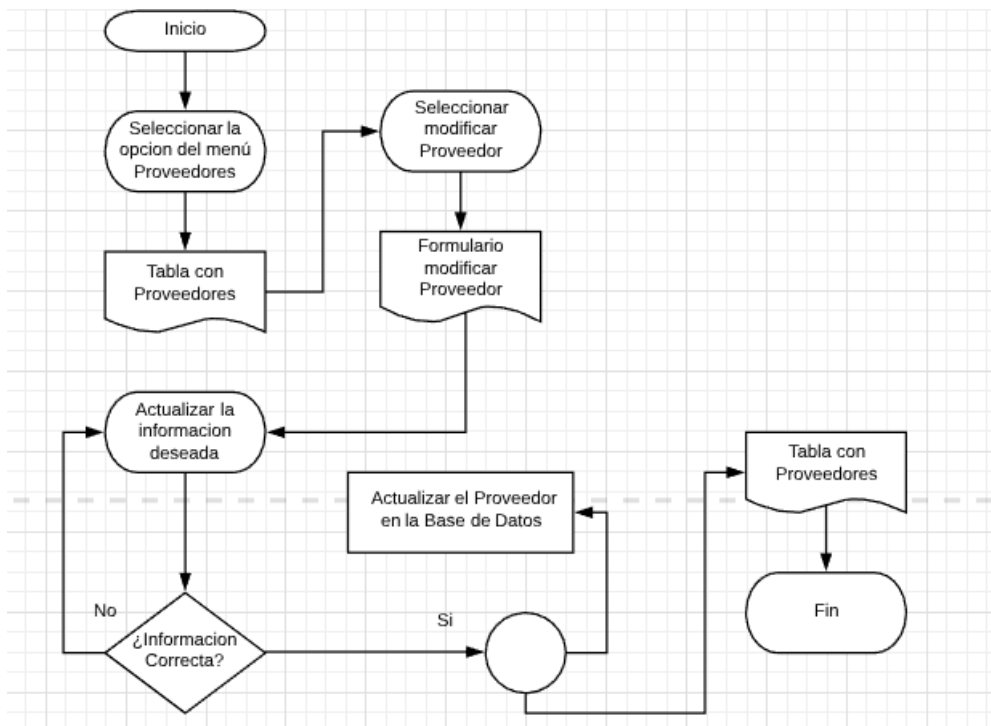 Inicio
Seleccionar la
opcion del menú
Proveedores
Tabla con
Proveedores
Seleccionar
modificar
Proveedor
Formulario
modificar
Proveedor
Actualizar la
informacion
deseada
¿Informacion
Correcta?
No
Si
Actualizar el Proveedor
en la Base de Datos
Tabla con
Proveedores
Fin